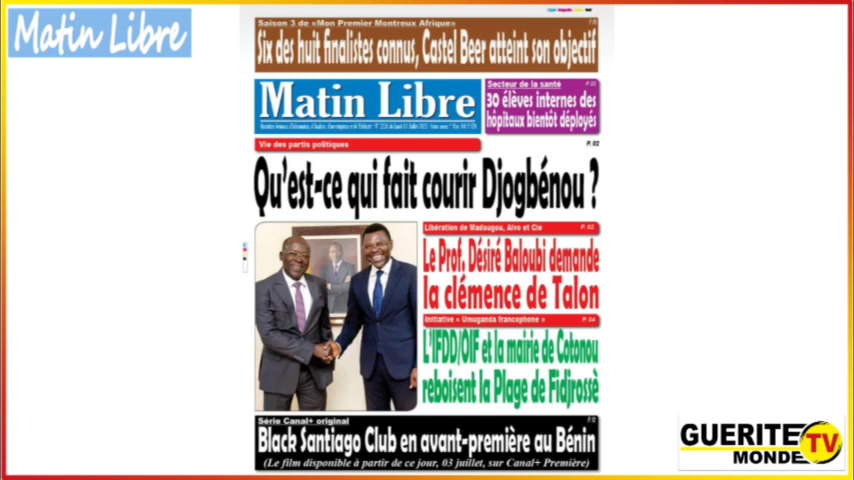 Matin Libre
Saison 3 de «Mon Premier Montreux Afrique»
Six des huit finalistes connus, Castel Beer atteint son objectif
Matin Libre
Secteur de la santé
30 élèves internes des
hôpitaux bientôt déployés
Vie des partis politiques
P. 02
Qu'est-ce qui fait courir Djogbénou ?
Libération de Madougou, Aïvo et Cie
P. 02
Le Prof. Désiré Baloubi demande
la clémence de Talon
Initiative " Umuganda francophone "
P. 04
L'IFDD/OIF et la mairie de Cotonou
reboisent la Plage de Fidjrossè
Série Canal+ original
Black Santiago Club en avant-première au Bénin
(Le film disponible à partir de ce jour, 03 juillet, sur Canal+ Première)
GUERITE
TV
MONDE